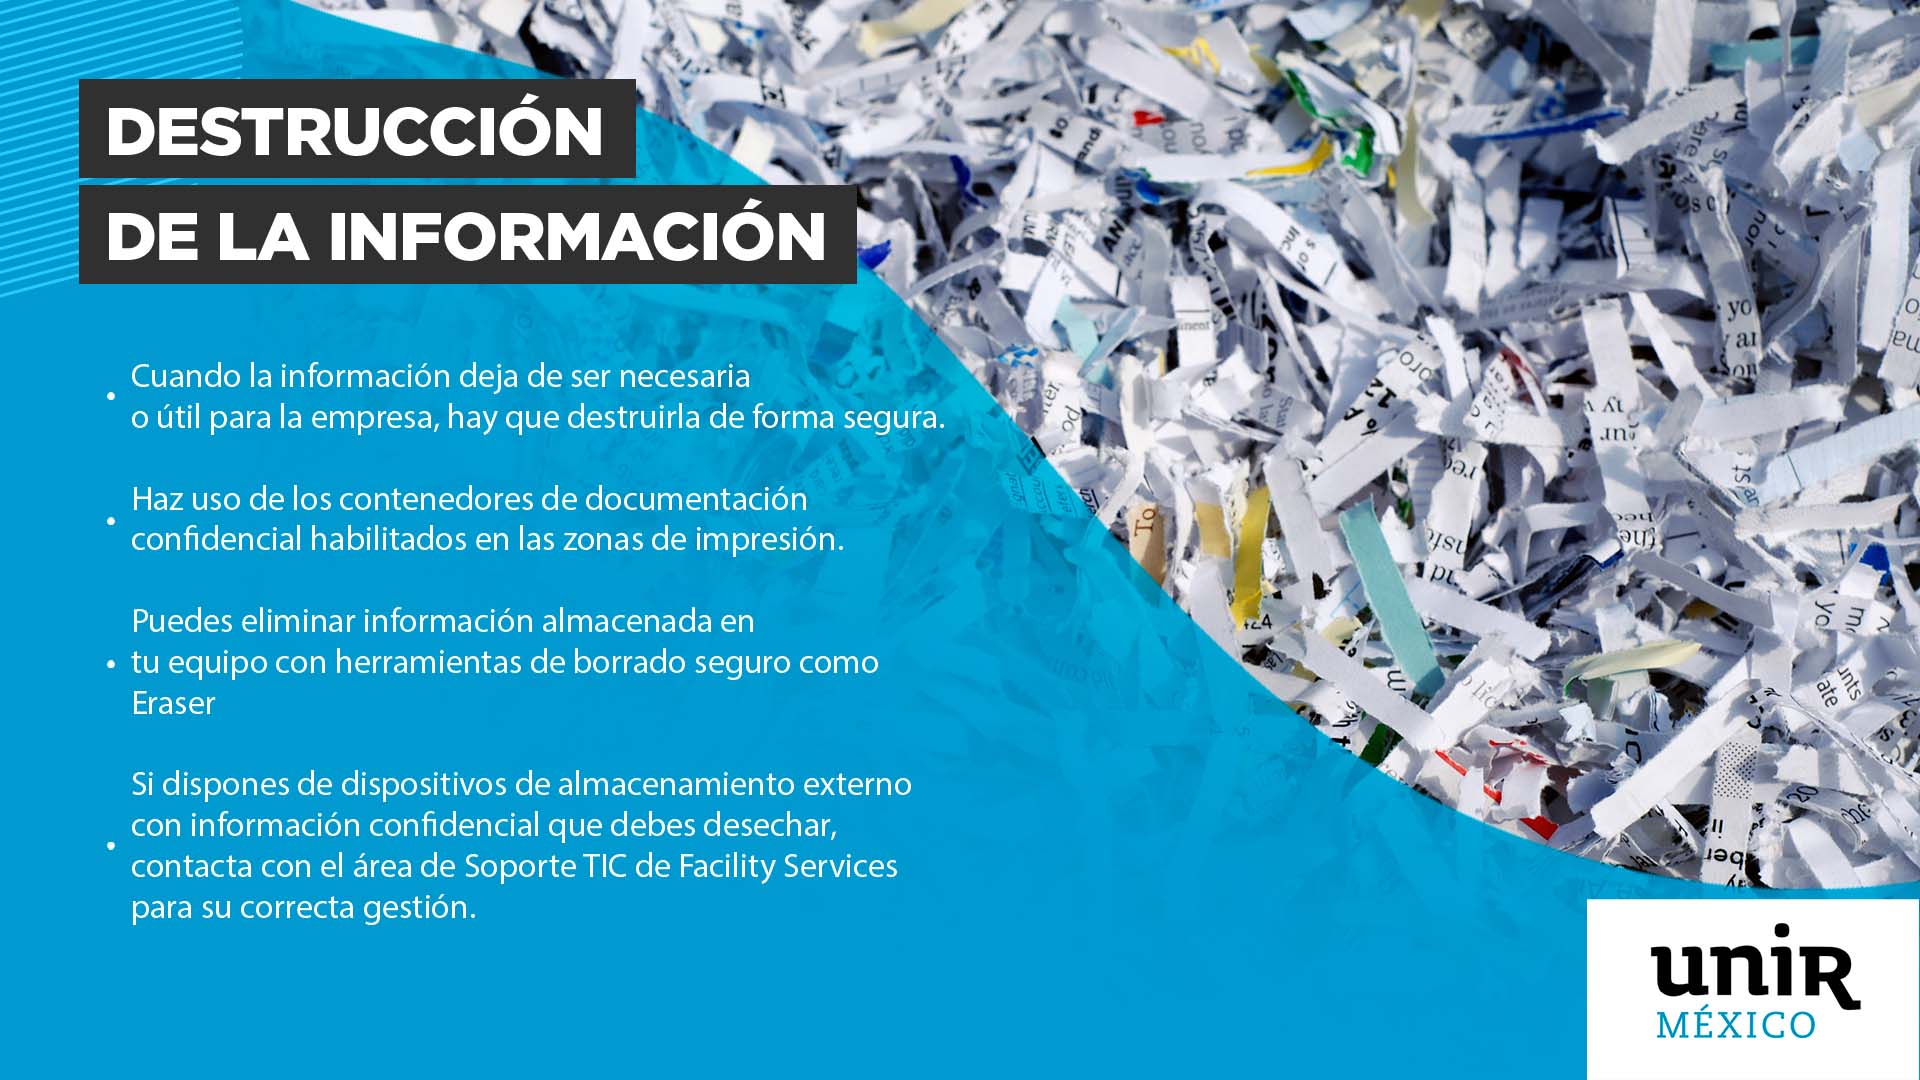 DESTRUCCIÓN
DE LA INFORMACIÓN
• Cuando la información deja de ser necesaria
o útil para la empresa, hay que destruirla de forma segura.
• Haz uso de los contenedores de documentación
confidencial habilitados en las zonas de impresión.
• Puedes eliminar información almacenada en
tu equipo con herramientas de borrado seguro como
Eraser
• Si dispones de dispositivos de almacenamiento externo
con información confidencial que debes desechar,
contacta con el área de Soporte TIC de Facility Services
para su correcta gestión.
unir
MÉXICO